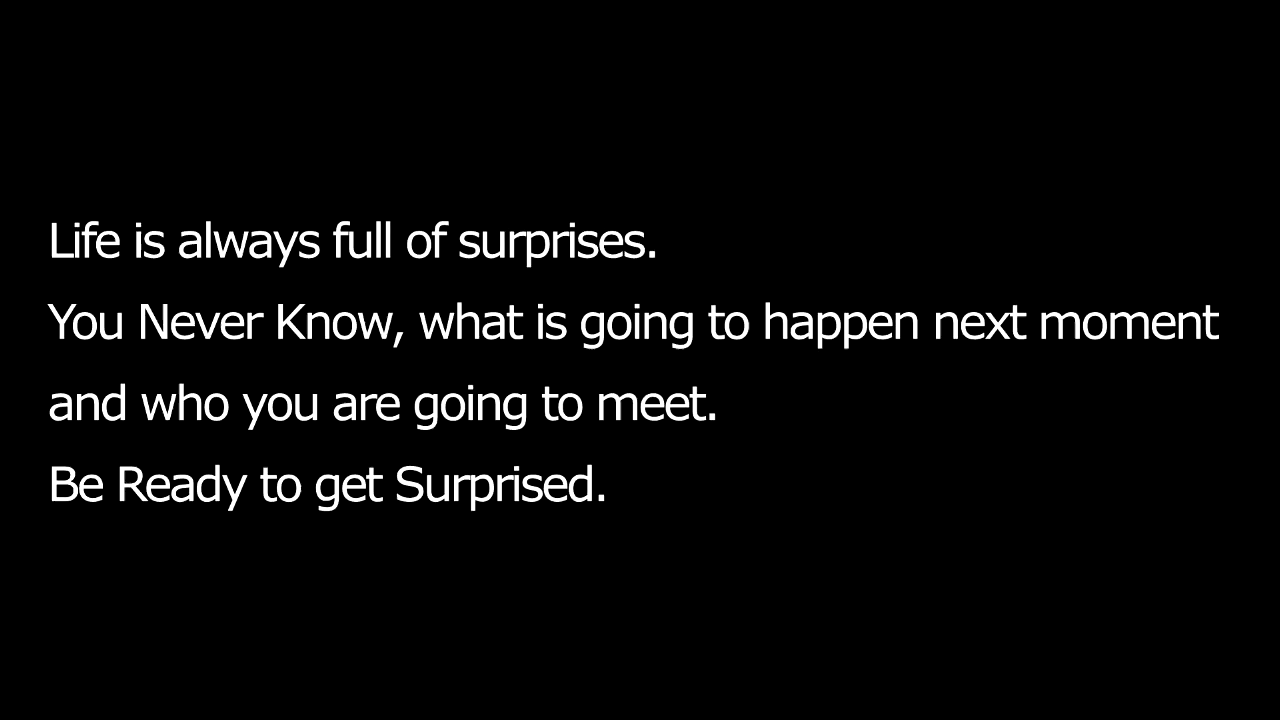 Life is always full of surprises.
You Never Know, what is going to happen next moment
and who you are going to meet.
Be Ready to get Surprised.